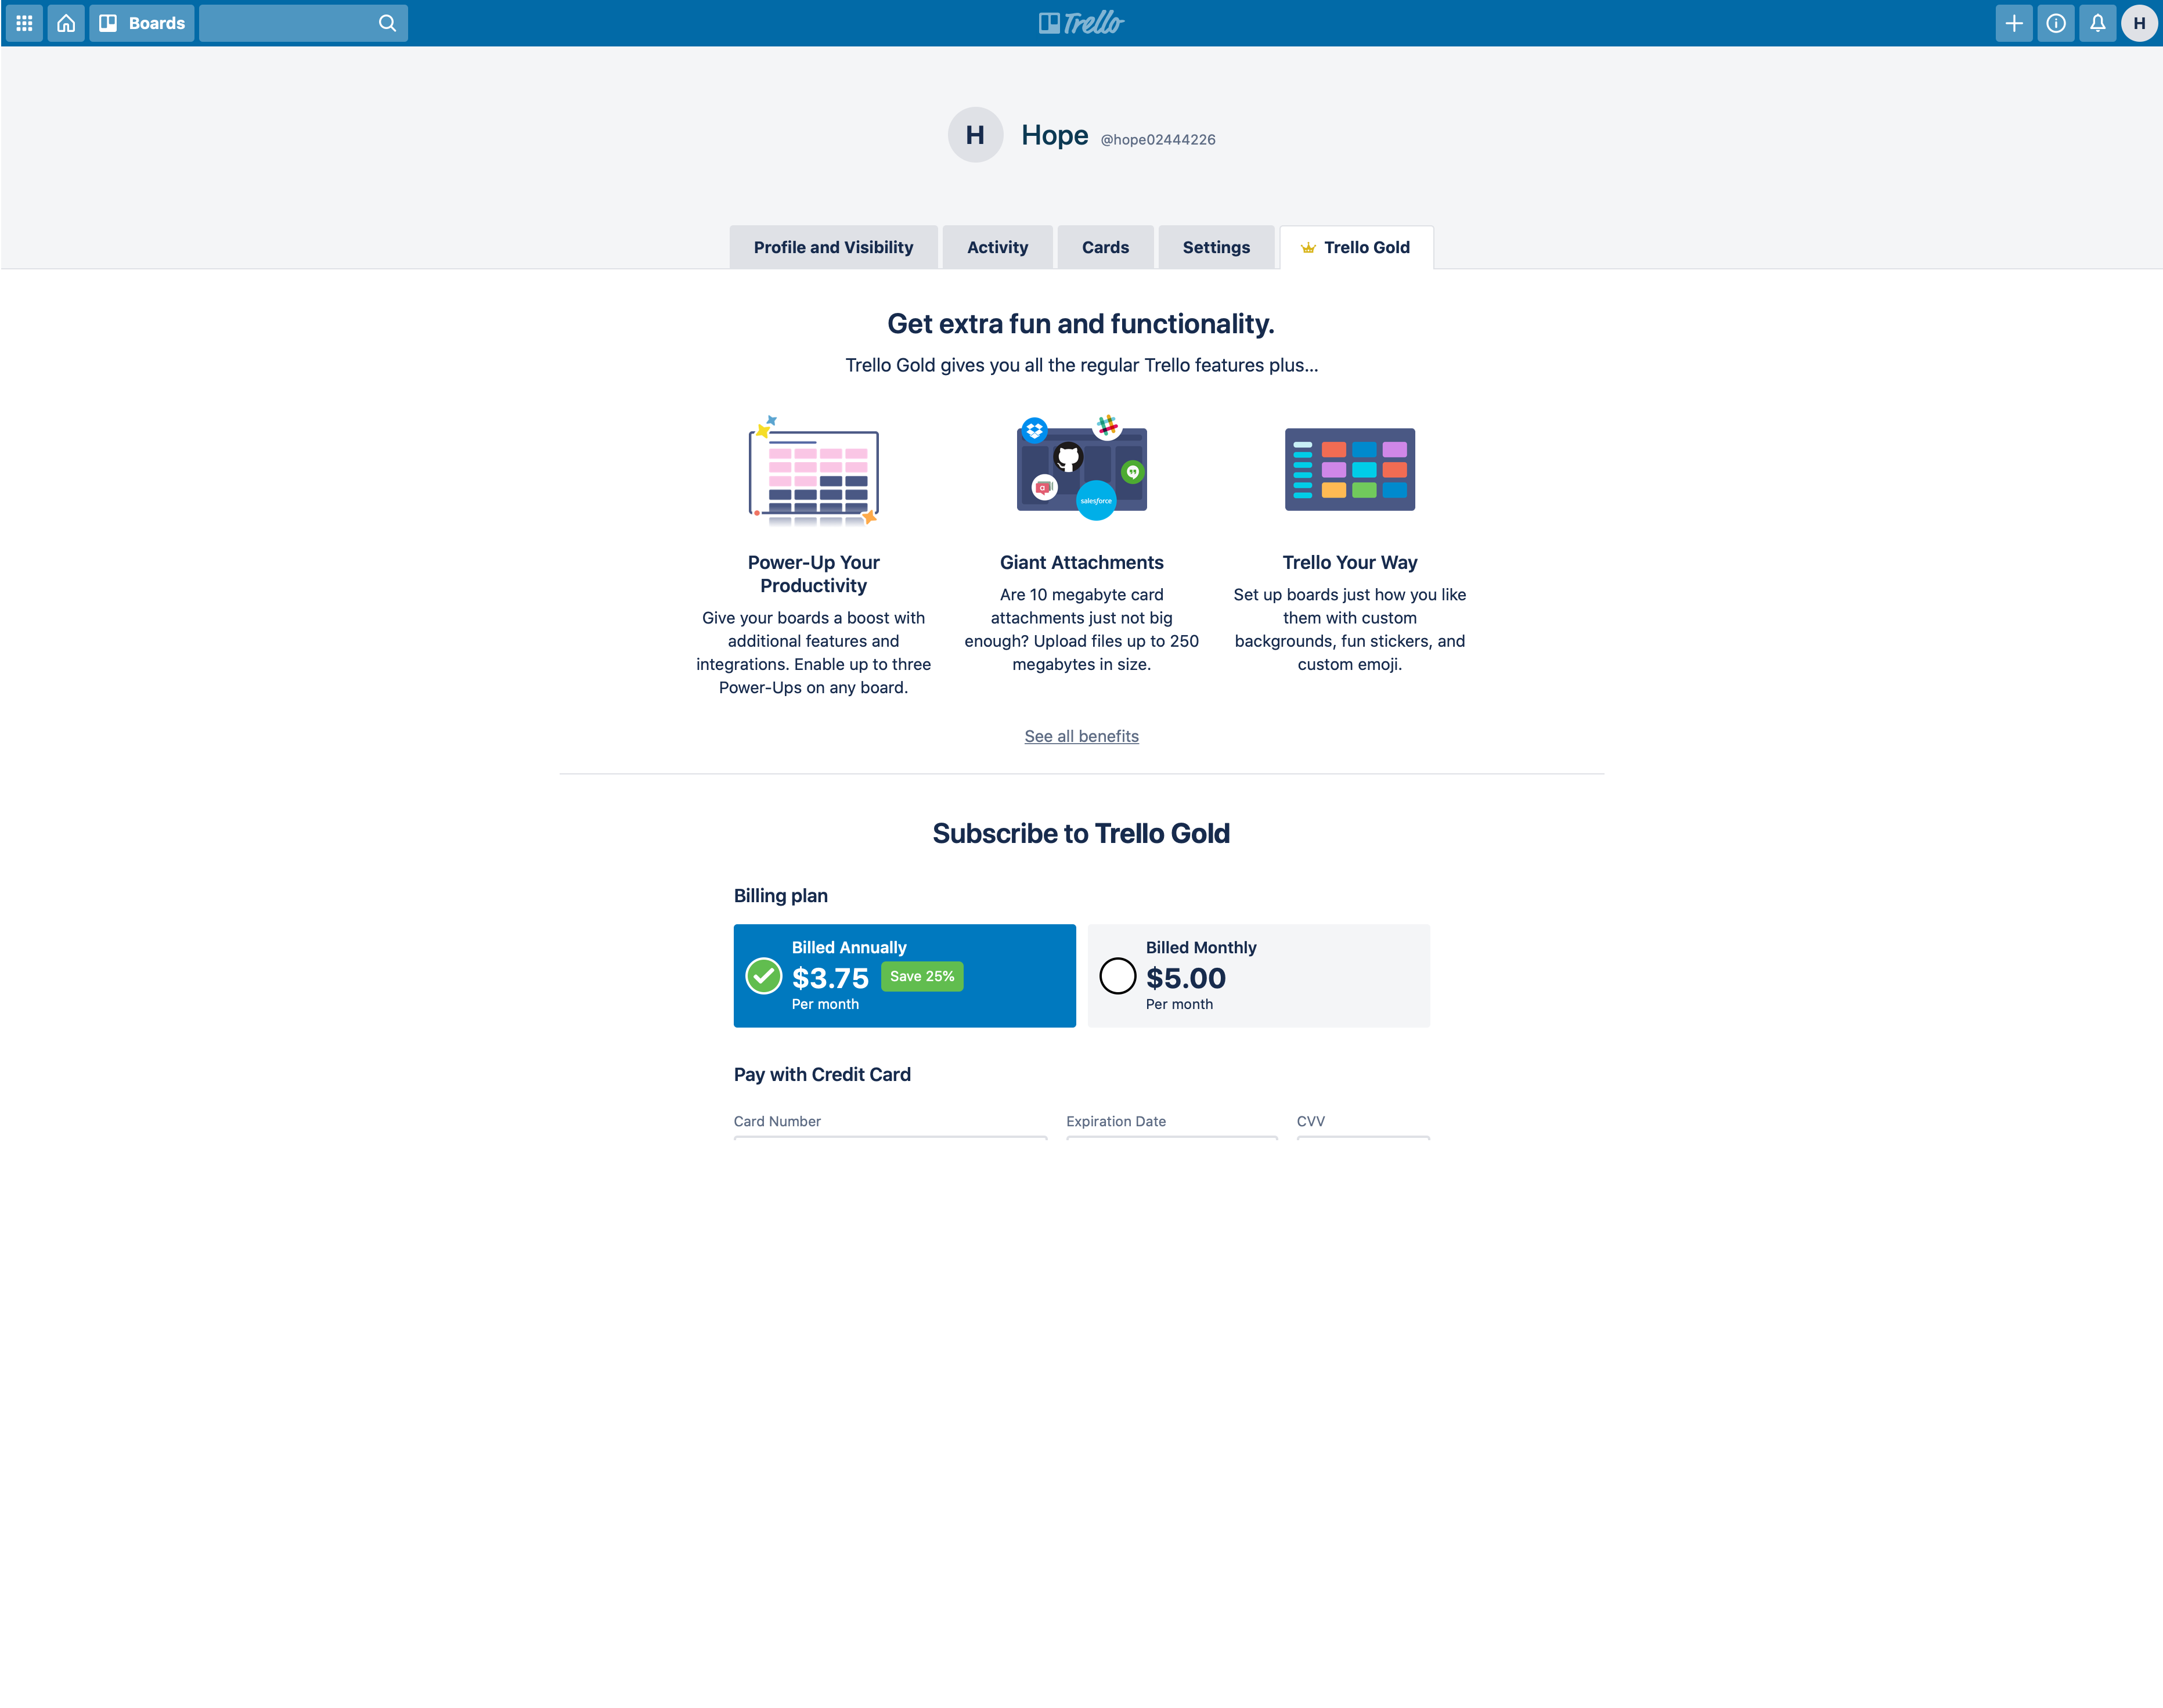 Boards
Trello
H
H
Hope @hope02444226
Profile and Visibility
Activity
Cards
Settings
Trello Gold
Get extra fun and functionality.
Trello Gold gives you all the regular Trello features plus...
salesforce
Power-Up Your
Productivity
Give your boards a boost with
additional features and
integrations. Enable up to three
Power-Ups on any board.
Giant Attachments
Are 10 megabyte card
attachments just not big
enough? Upload files up to 250
megabytes in size.
Trello Your Way
Set up boards just how you like
them with custom
backgrounds, fun stickers, and
custom emoji.
See all benefits
Subscribe to Trello Gold
Billing plan
Billed Annually
$3.75 Save 25%
Per month
Billed Monthly
$5.00
Per month
Pay with Credit Card
Card Number
Expiration Date
CVV